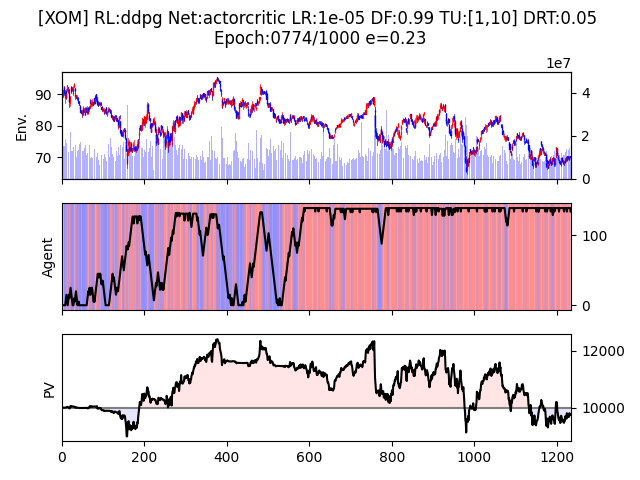 [XOM] RL:ddpg Net:actorcritic LR:1e-05 DF:0.99 TU:[1,10] DRT:0.05
Epoch:0774/1000 e=0.23
1e7
90
80
70
Env.
4
2
0
Agent
100
0
PV
12000
10000
0
200
400
600
800
1000
1200